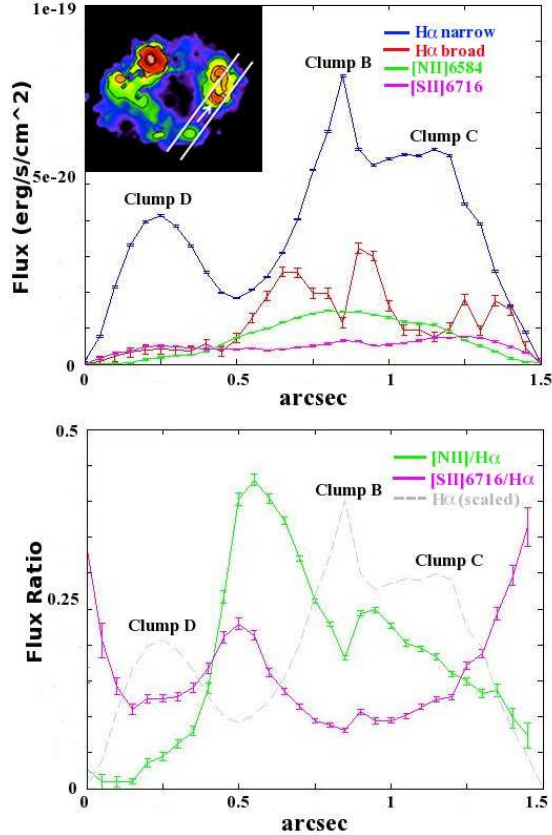 1e-19
Hα narrow
Hα broad
[NII]6584
[SII]6716
Clump B
Clump C
Clump D
5e-20
Flux (erg/s/cm^2)
0
0 0.5 1 1.5
arcsec
0.5
[NII]/Hα
[SII]6716/Hα
Hα (scaled)
Clump B
Clump C
Clump D
0.25
Flux Ratio
0
0 0.5 1 1.5
arcsec